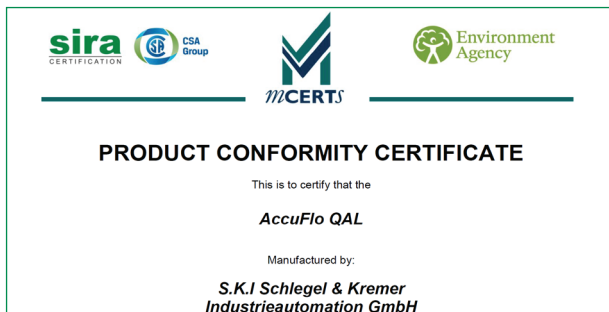 sira
CERTIFICATION
CSA
Group
SA
Environment
Agency
mCERTs
PRODUCT CONFORMITY CERTIFICATE
This is to certify that the
AccuFlo QAL
Manufactured by:
S.K.I Schlegel & Kremer
Industrieautomation GmbH